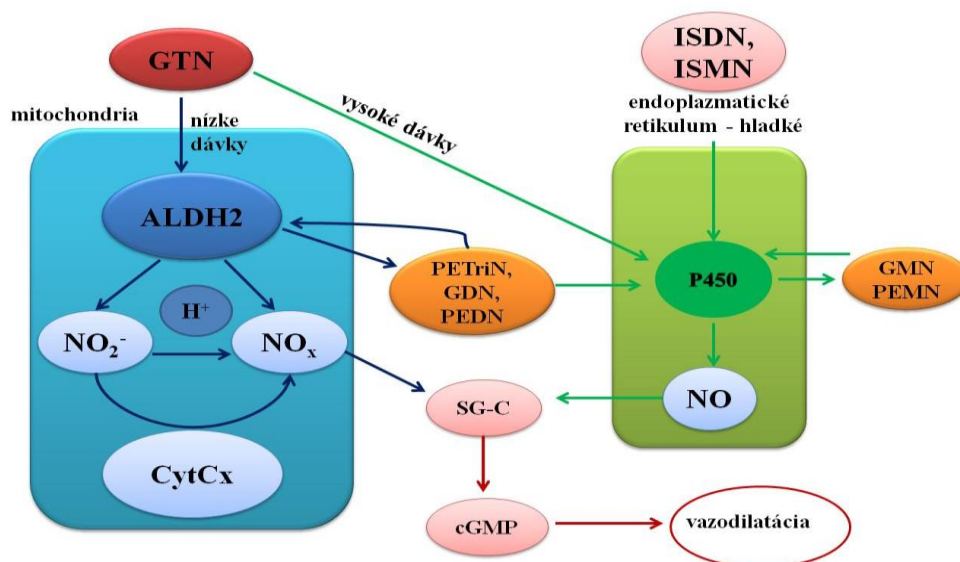 GTN
ISDN,
ISMN
mitochondria
nízke
dávky
vysoké dávky
endoplazmatické
retikulum - hladké
ALDH2
PETriN,
GDN,
PEDN
P450
GMN
PEMN
H⁺
NO₂⁻
NOₓ
SG-C
NO
CytCx
cGMP
vazodilatácia